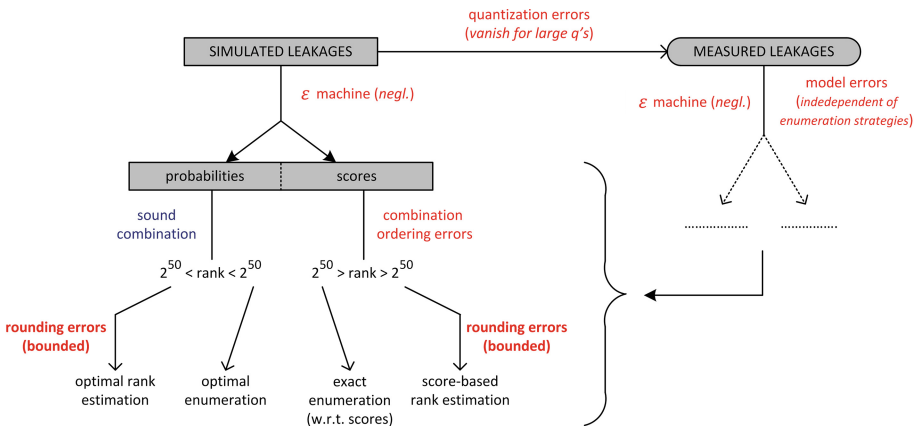 quantization errors
(vanish for large q's)
SIMULATED LEAKAGES
MEASURED LEAKAGES
ε machine (negl.)
ε machine (negl.)
model errors
(indedependent of
enumeration strategies)
probabilities
scores
sound
combination
combination
ordering errors
2^50 < rank < 2^50
2^50 > rank > 2^50
rounding errors
(bounded)
rounding errors
(bounded)
optimal rank
estimation
optimal
enumeration
exact
enumeration
(w.r.t. scores)
score-based
rank estimation